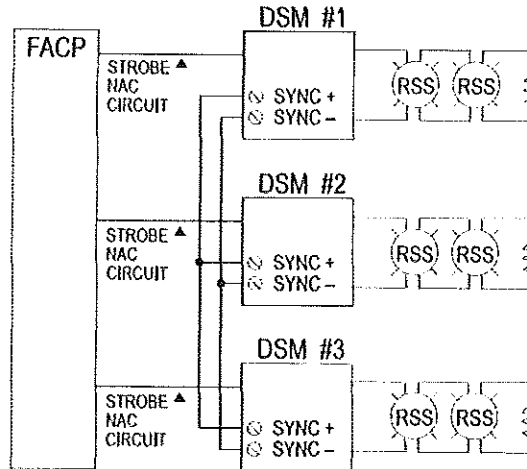 DSM #1
FACP
STROBE ▲
NAC
CIRCUIT
SYNC +
SYNC –
RSS
RSS
DSM #2
STROBE ▲
NAC
CIRCUIT
SYNC +
SYNC –
RSS
RSS
DSM #3
STROBE ▲
NAC
CIRCUIT
SYNC +
SYNC –
RSS
RSS